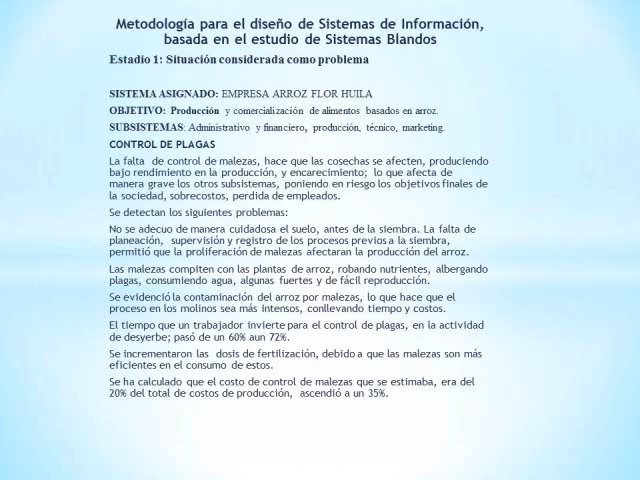 Metodología para el diseño de Sistemas de Información,
basada en el estudio de Sistemas Blandos
Estadio 1: Situación considerada como problema
SISTEMA ASIGNADO: EMPRESA ARROZ FLOR HUILA
OBJETIVO: Producción y comercialización de alimentos basados en arroz.
SUBSISTEMAS: Administrativo y financiero, producción, técnico, marketing.
CONTROL DE PLAGAS
La falta de control de malezas, hace que las cosechas se afecten, produciendo
bajo rendimiento en la producción, y encarecimiento; lo que afecta de
manera grave los otros subsistemas, poniendo en riesgo los objetivos finales de
la sociedad, sobrecostos, perdida de empleados.
Se detectan los siguientes problemas:
No se adecuo de manera cuidadosa el suelo, antes de la siembra. La falta de
planeación, supervisión y registro de los procesos previos a la siembra,
permitió que la proliferación de malezas afectaran la producción del arroz.
Las malezas compiten con las plantas de arroz, robando nutrientes, albergando
plagas, consumiendo agua, algunas fuertes y de fácil reproducción.
Se evidenció la contaminación del arroz por malezas, lo que hace que el
proceso en los molinos sea más intensos, conllevando tiempo y costos.
El tiempo que un trabajador invierte para el control de plagas, en la actividad
de desyerbe; pasó de un 60% aun 72%.
Se incrementaron las dosis de fertilización, debido a que las malezas son más
eficientes en el consumo de estos.
Se ha calculado que el costo de control de malezas que se estimaba, era del
20% del total de costos de producción, ascendió a un 35%.